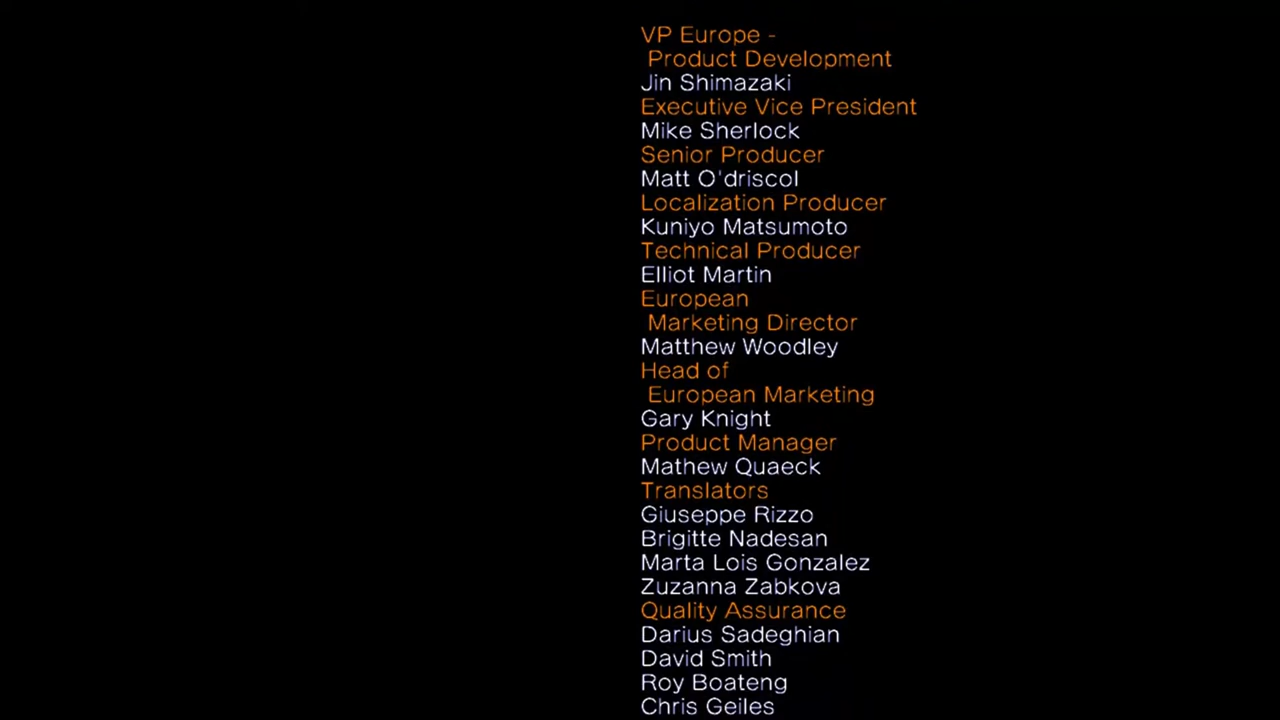 VP Europe -
Product Development
Jin Shimazaki
Executive Vice President
Mike Sherlock
Senior Producer
Matt O'driscol
Localization Producer
Kuniyo Matsumoto
Technical Producer
Elliot Martin
European
Marketing Director
Matthew Woodley
Head of
European Marketing
Gary Knight
Product Manager
Mathew Quaeck
Translators
Giuseppe Rizzo
Brigitte Nadesan
Marta Lois Gonzalez
Zuzanna Zabkova
Quality Assurance
Darius Sadeghian
David Smith
Roy Boateng
Chris Geiles